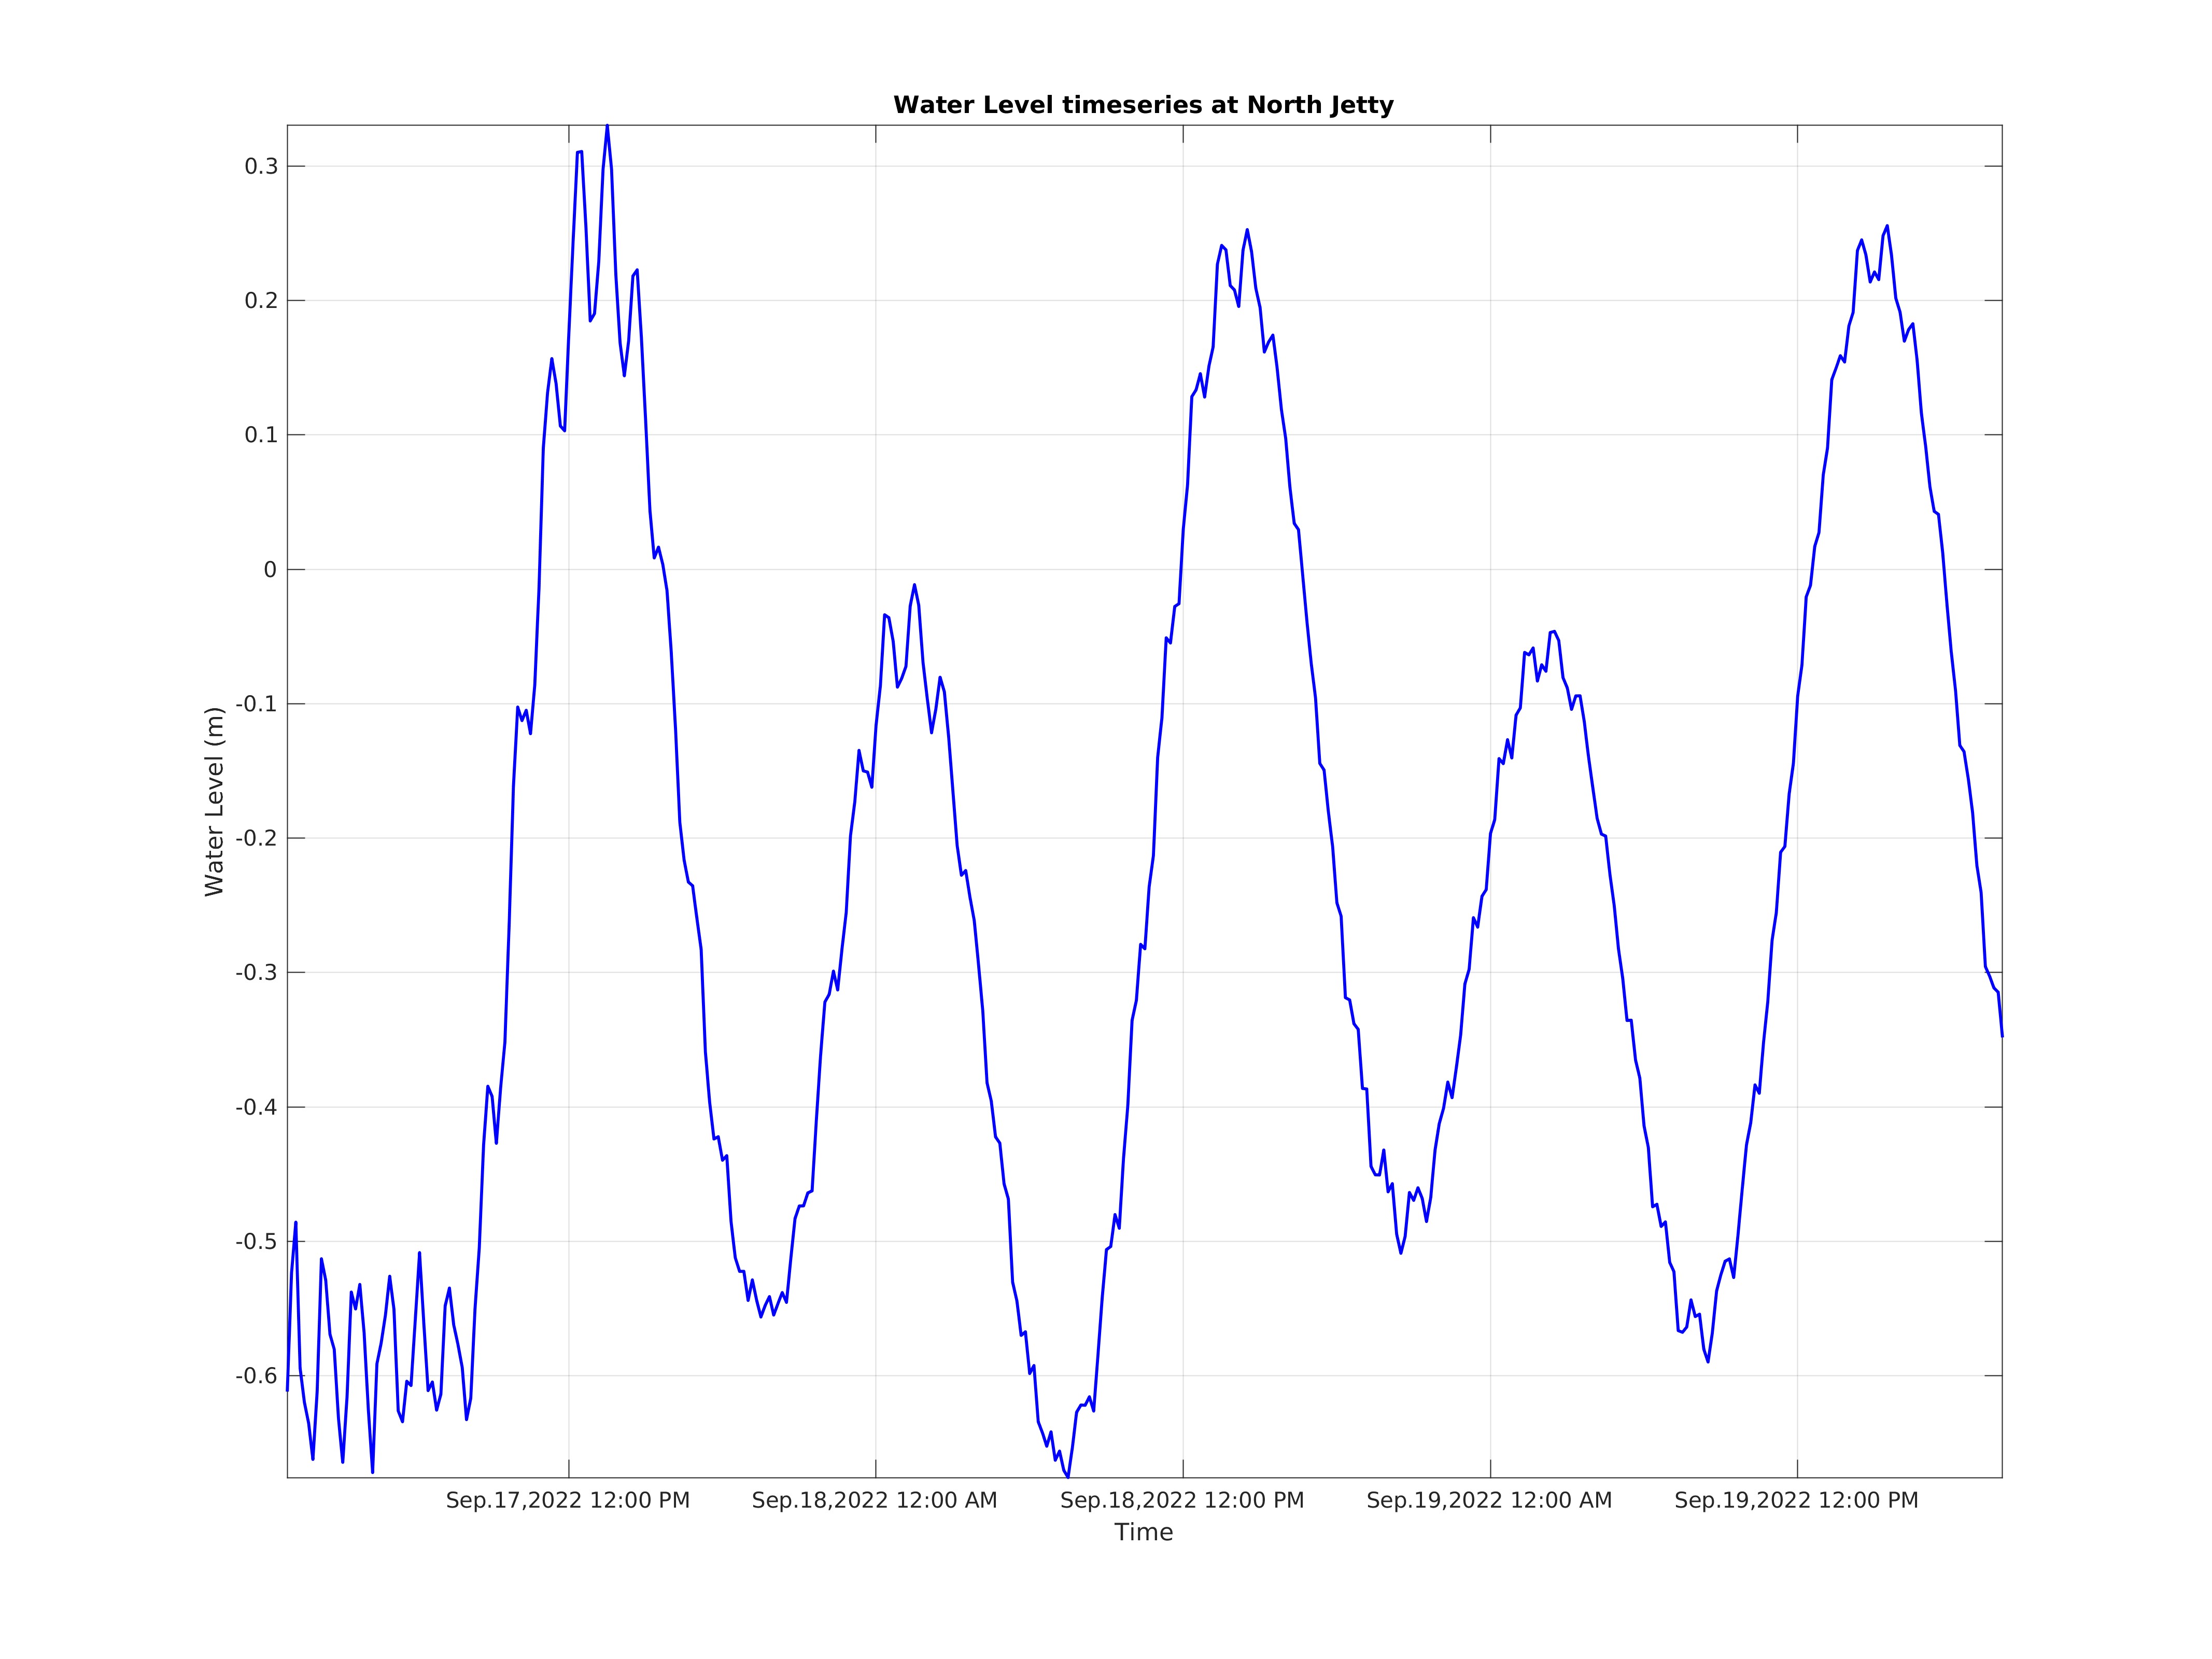 Water Level timeseries at North Jetty
0.3
0.2
0.1
0
-0.1
-0.2
-0.3
-0.4
-0.5
-0.6
Water Level (m)
Sep.17,2022 12:00 PM Sep.18,2022 12:00 AM Sep.18,2022 12:00 PM Sep.19,2022 12:00 AM Sep.19,2022 12:00 PM
Time